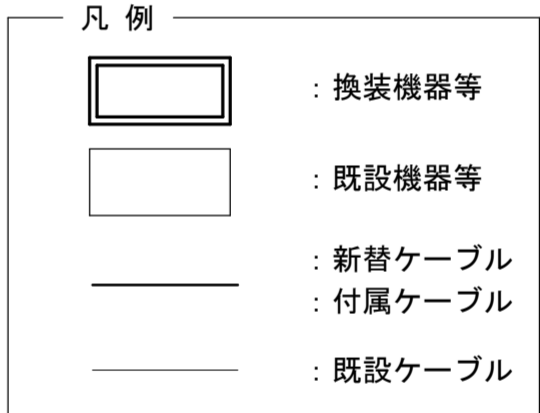 凡 例
: 換装機器等
: 既設機器等
: 新替ケーブル
: 付属ケーブル
: 既設ケーブル